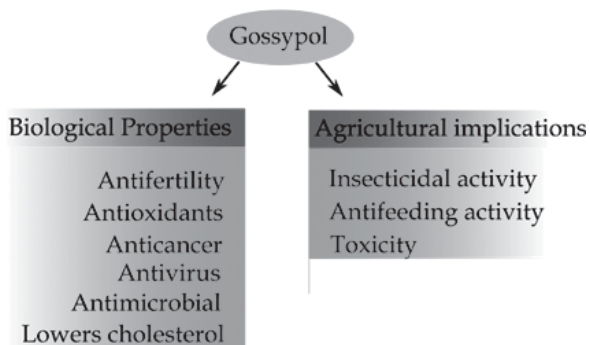 Gossypol
Biological Properties
Antifertility
Antioxidants
Anticancer
Antivirus
Antimicrobial
Lowers cholesterol
Agricultural implications
Insecticidal activity
Antifeeding activity
Toxicity